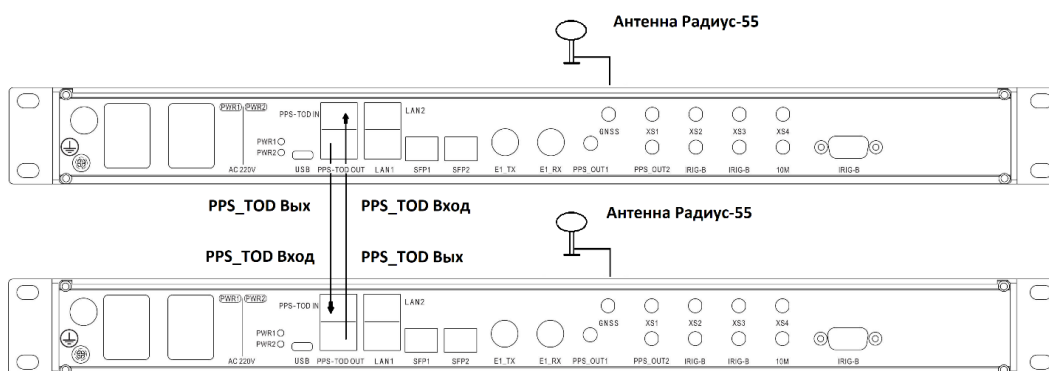 Антенна Радиус-55
PWR1 PWR2
PPS-TOD IN
LAN2
PWR1
PWR2
GNSS XS1 XS2 XS3 XS4
AC 220V USB PPS-TOD OUT LAN1 SFP1 SFP2 E1_TX E1_RX PPS_OUT1 PPS_OUT2 IRIG-B IRIG-B 10M IRIG-B
PPS_TOD Вых PPS_TOD Вход
Антенна Радиус-55
PPS_TOD Вход PPS_TOD Вых
PWR1 PWR2
PPS-TOD IN
LAN2
PWR1
PWR2
GNSS XS1 XS2 XS3 XS4
AC 220V USB PPS-TOD OUT LAN1 SFP1 SFP2 E1_TX E1_RX PPS_OUT1 PPS_OUT2 IRIG-B IRIG-B 10M IRIG-B